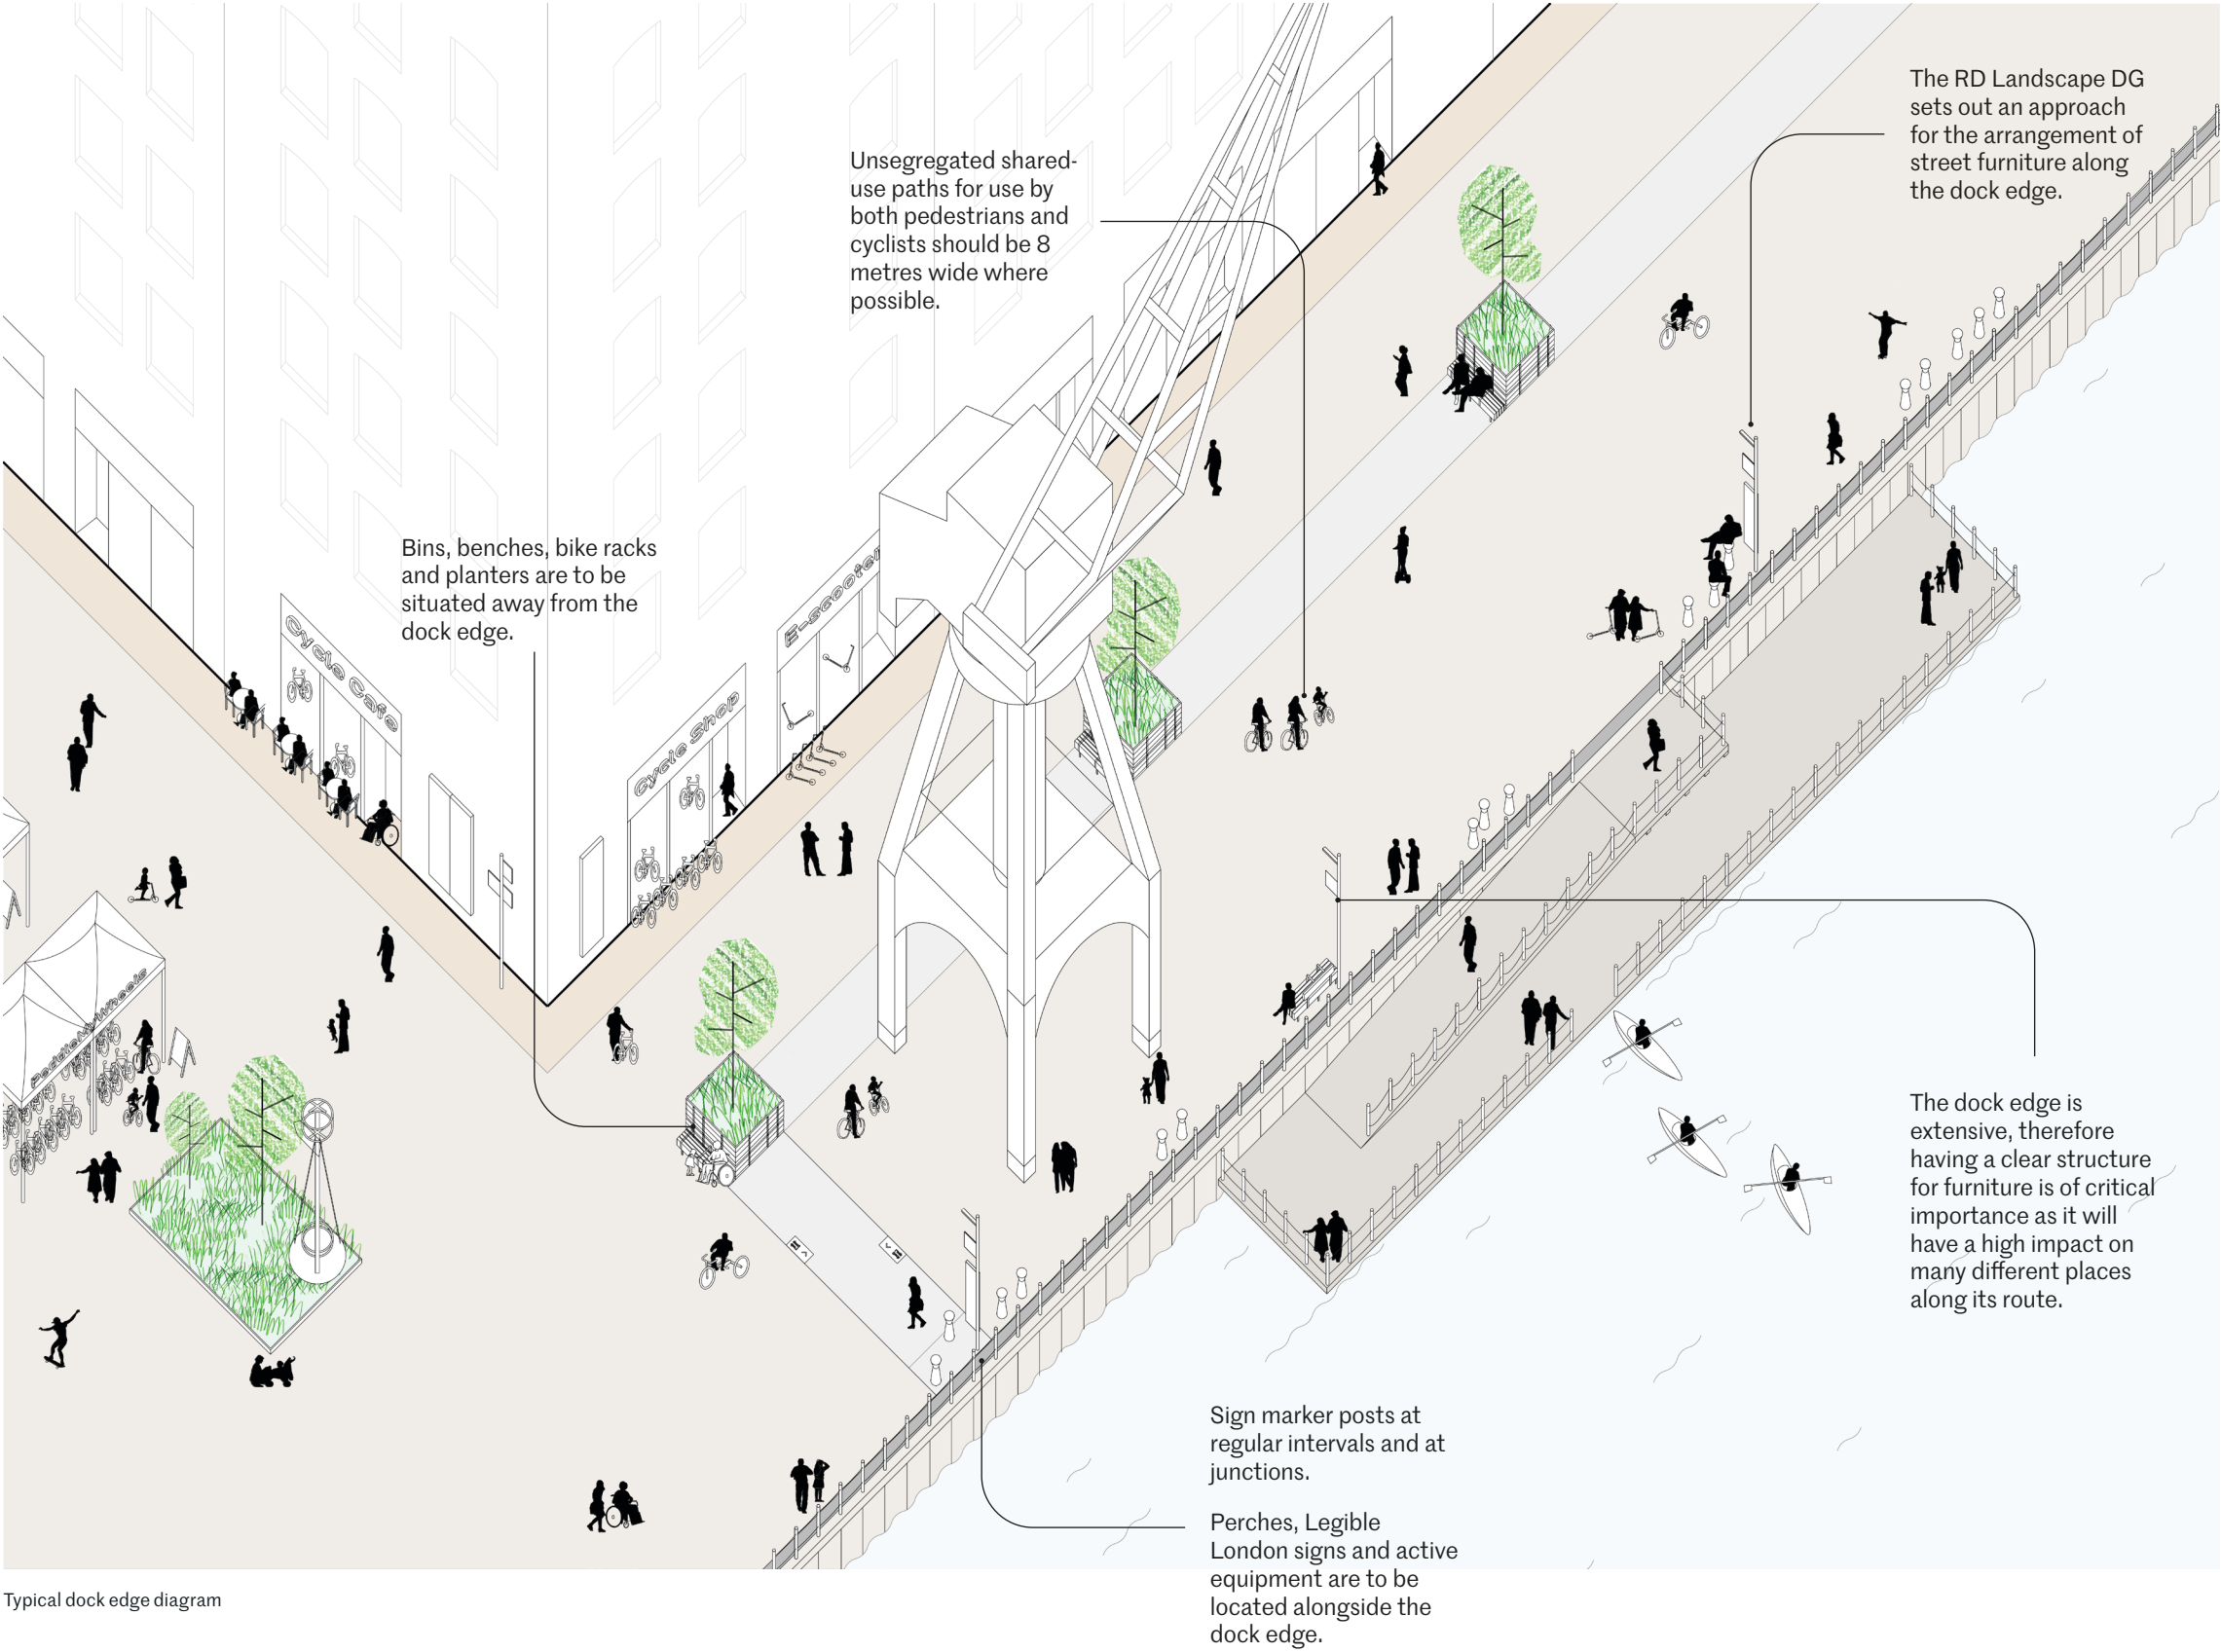 The RD Landscape DG
sets out an approach
for the arrangement of
street furniture along
the dock edge.
Unsegregated shared-
use paths for use by
both pedestrians and
cyclists should be 8
metres wide where
possible.
Bins, benches, bike racks
and planters are to be
situated away from the
dock edge.
Cycle Cafe
Cycle Shop
E-scooter
Peddle My Wheels
The dock edge is
extensive, therefore
having a clear structure
for furniture is of critical
importance as it will
have a high impact on
many different places
along its route.
Sign marker posts at
regular intervals and at
junctions.
Perches, Legible
London signs and active
equipment are to be
located alongside the
dock edge.
Typical dock edge diagram